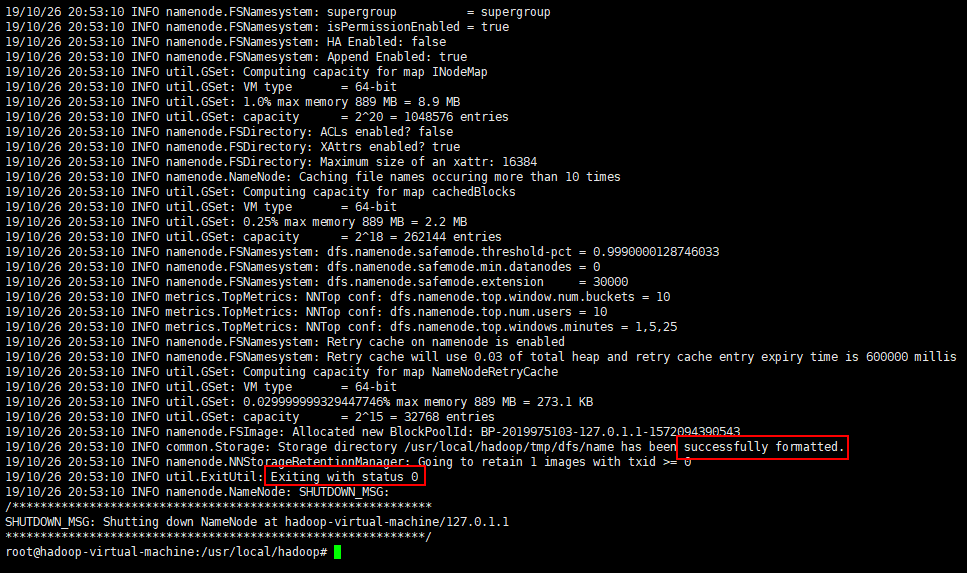 19/10/26 20:53:10 INFO namenode.FSNamesystem: supergroup          = supergroup
19/10/26 20:53:10 INFO namenode.FSNamesystem: isPermissionEnabled = true
19/10/26 20:53:10 INFO namenode.FSNamesystem: HA Enabled: false
19/10/26 20:53:10 INFO namenode.FSNamesystem: Append Enabled: true
19/10/26 20:53:10 INFO util.GSet: Computing capacity for map INodeMap
19/10/26 20:53:10 INFO util.GSet: VM type       = 64-bit
19/10/26 20:53:10 INFO util.GSet: 1.0% max memory 889 MB = 8.9 MB
19/10/26 20:53:10 INFO util.GSet: capacity      = 2^20 = 1048576 entries
19/10/26 20:53:10 INFO namenode.FSDirectory: ACLs enabled? false
19/10/26 20:53:10 INFO namenode.FSDirectory: XAttrs enabled? true
19/10/26 20:53:10 INFO namenode.FSDirectory: Maximum size of an xattr: 16384
19/10/26 20:53:10 INFO namenode.NameNode: Caching file names occuring more than 10 times
19/10/26 20:53:10 INFO util.GSet: Computing capacity for map cachedBlocks
19/10/26 20:53:10 INFO util.GSet: VM type       = 64-bit
19/10/26 20:53:10 INFO util.GSet: 0.25% max memory 889 MB = 2.2 MB
19/10/26 20:53:10 INFO util.GSet: capacity      = 2^18 = 262144 entries
19/10/26 20:53:10 INFO namenode.FSNamesystem: dfs.namenode.safemode.threshold-pct = 0.9990000128746033
19/10/26 20:53:10 INFO namenode.FSNamesystem: dfs.namenode.safemode.min.datanodes = 0
19/10/26 20:53:10 INFO namenode.FSNamesystem: dfs.namenode.safemode.extension     = 30000
19/10/26 20:53:10 INFO metrics.TopMetrics: NNTop conf: dfs.namenode.top.window.num.buckets = 10
19/10/26 20:53:10 INFO metrics.TopMetrics: NNTop conf: dfs.namenode.top.num.users = 10
19/10/26 20:53:10 INFO metrics.TopMetrics: NNTop conf: dfs.namenode.top.windows.minutes = 1,5,25
19/10/26 20:53:10 INFO namenode.FSNamesystem: Retry cache on namenode is enabled
19/10/26 20:53:10 INFO namenode.FSNamesystem: Retry cache will use 0.03 of total heap and retry cache entry expiry time is 600000 millis
19/10/26 20:53:10 INFO util.GSet: Computing capacity for map NameNodeRetryCache
19/10/26 20:53:10 INFO util.GSet: VM type       = 64-bit
19/10/26 20:53:10 INFO util.GSet: 0.029999999329447746% max memory 889 MB = 273.1 KB
19/10/26 20:53:10 INFO util.GSet: capacity      = 2^15 = 32768 entries
19/10/26 20:53:10 INFO namenode.FSImage: Allocated new BlockPoolId: BP-2019975103-127.0.1.1-1572094390543
19/10/26 20:53:10 INFO common.Storage: Storage directory /usr/local/hadoop/tmp/dfs/name has been successfully formatted.
19/10/26 20:53:10 INFO namenode.NNStorageRetentionManager: Going to retain 1 images with txid >= 0
19/10/26 20:53:10 INFO util.ExitUtil: Exiting with status 0
19/10/26 20:53:10 INFO namenode.NameNode: SHUTDOWN_MSG:
/************************************************************
SHUTDOWN_MSG: Shutting down NameNode at hadoop-virtual-machine/127.0.1.1
************************************************************/
root@hadoop-virtual-machine:/usr/local/hadoop#